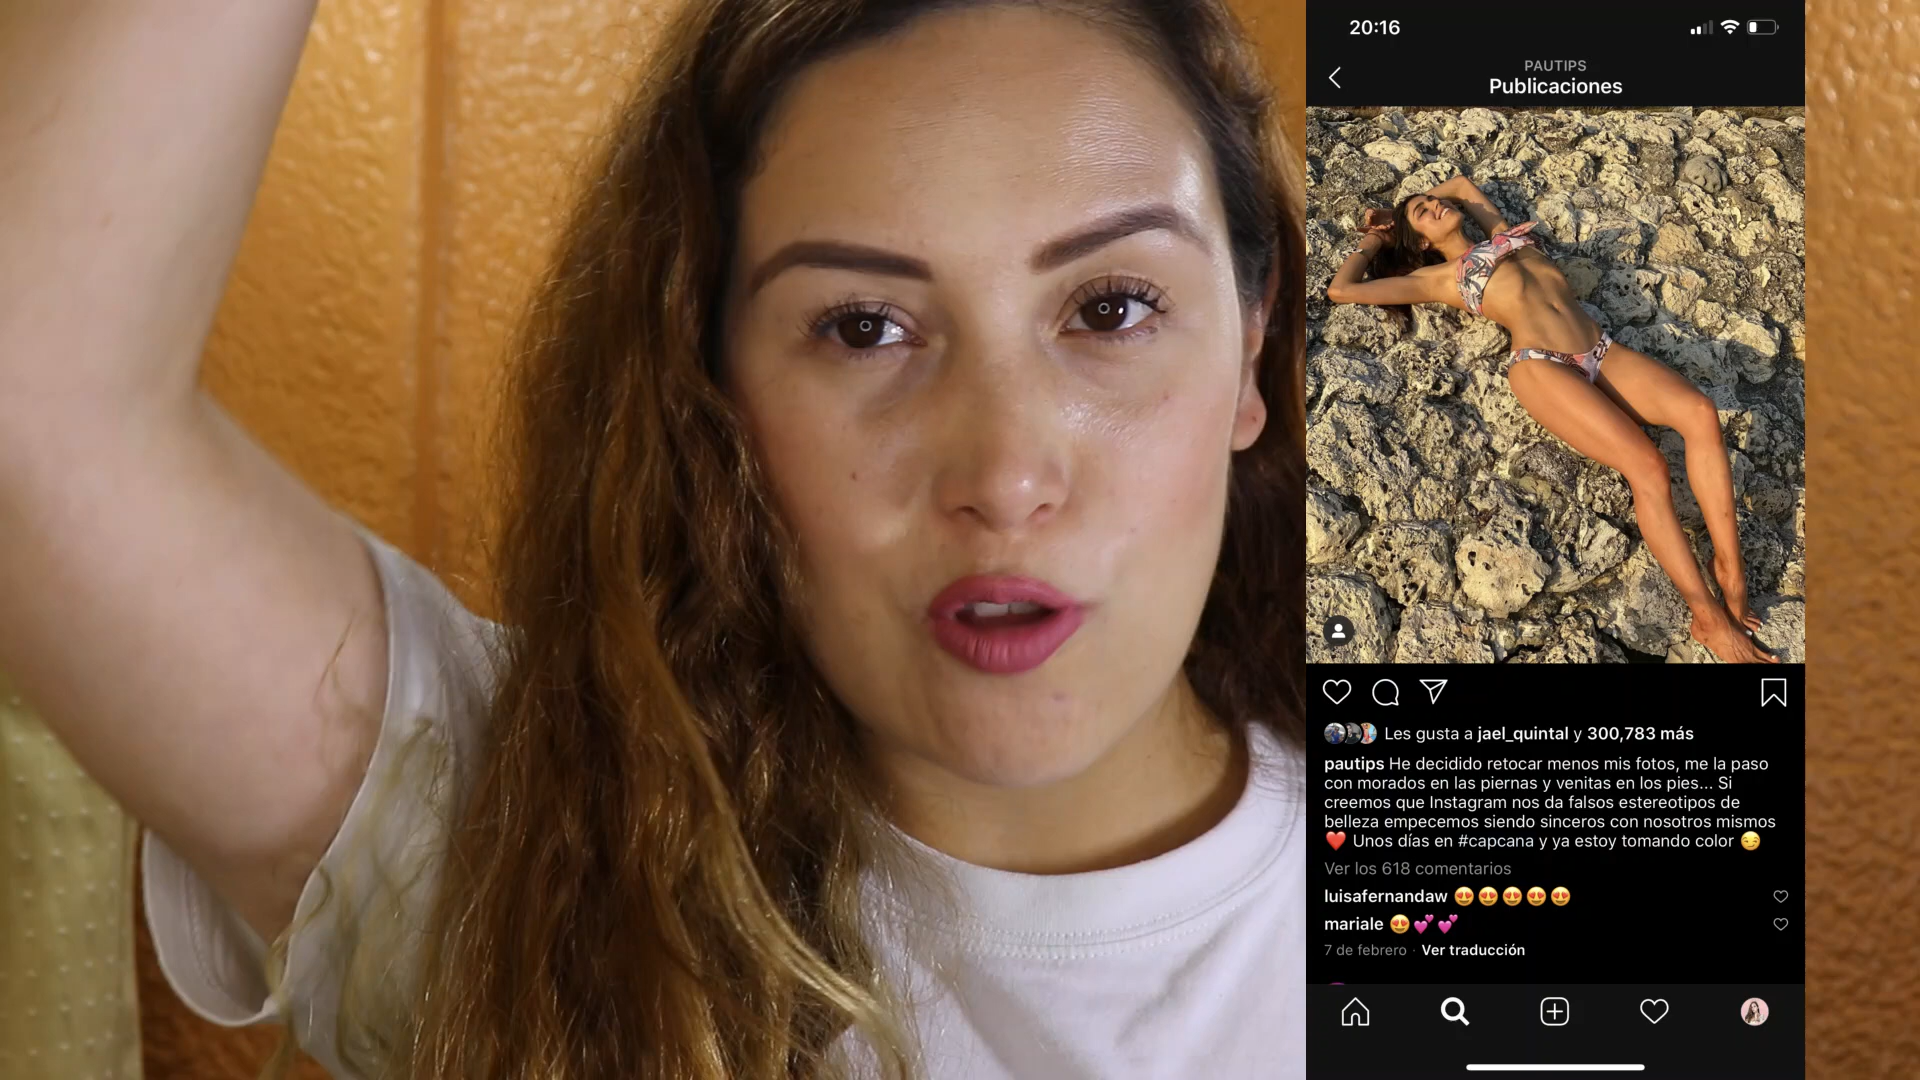 20:16
PAUTIPS
Publicaciones
Les gusta a jael_quintal y 300,783 más
pautips He decidido retocar menos mis fotos, me la paso
con morados en las piernas y venitas en los pies... Si
creemos que Instagram nos da falsos estereotipos de
belleza empecemos siendo sinceros con nosotros mismos
❤️ Unos días en #capcana y ya estoy tomando color 😏
Ver los 618 comentarios
luisafernandaw 😍😍😍😍😍
mariale 😍💕💕
7 de febrero · Ver traducción